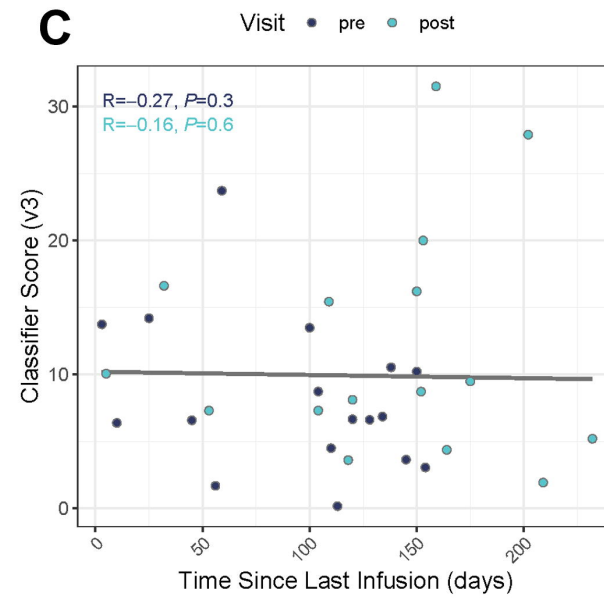 C
Visit pre post
R=−0.27, P=0.3
R=−0.16, P=0.6
Classifier Score (v3)
30
20
10
0
0 50 100 150 200
Time Since Last Infusion (days)